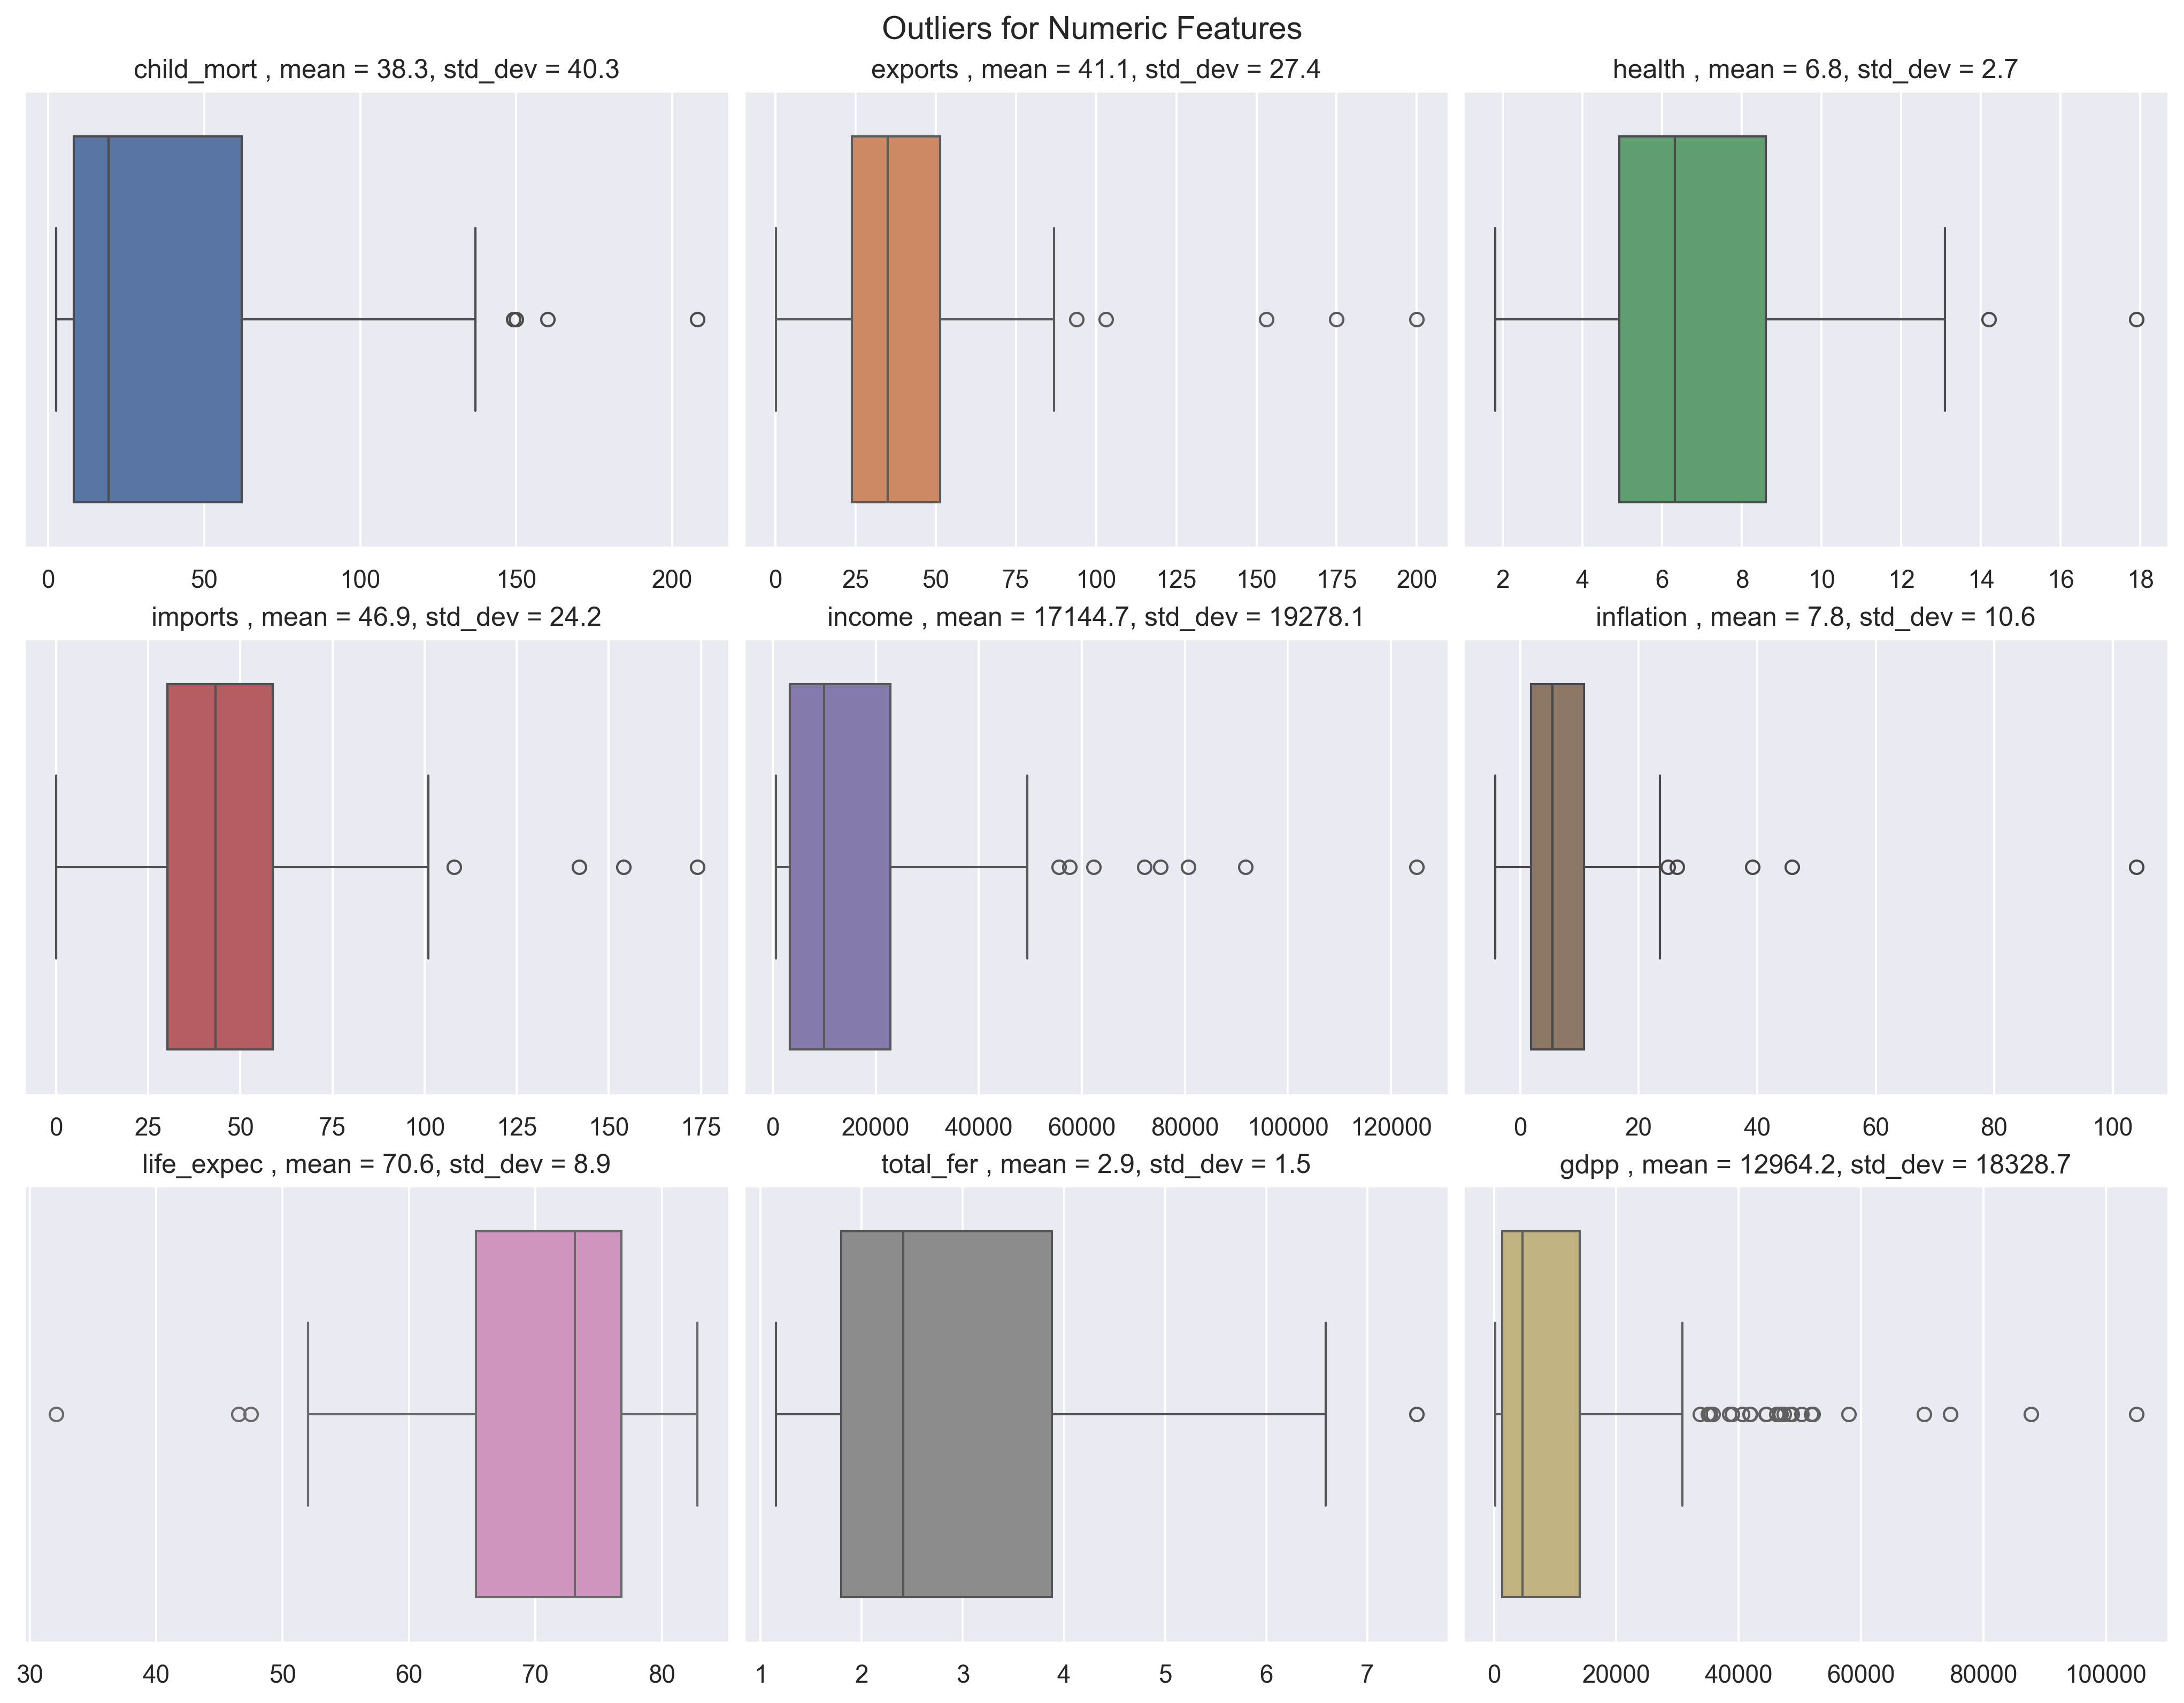 Outliers for Numeric Features
child_mort , mean = 38.3, std_dev = 40.3
exports , mean = 41.1, std_dev = 27.4
health , mean = 6.8, std_dev = 2.7
0 50 100 150 200
0 25 50 75 100 125 150 175 200
2 4 6 8 10 12 14 16 18
imports , mean = 46.9, std_dev = 24.2
income , mean = 17144.7, std_dev = 19278.1
inflation , mean = 7.8, std_dev = 10.6
0 25 50 75 100 125 150 175
0 20000 40000 60000 80000 100000 120000
0 20 40 60 80 100
life_expec , mean = 70.6, std_dev = 8.9
total_fer , mean = 2.9, std_dev = 1.5
gdpp , mean = 12964.2, std_dev = 18328.7
30 40 50 60 70 80
1 2 3 4 5 6 7
0 20000 40000 60000 80000 100000